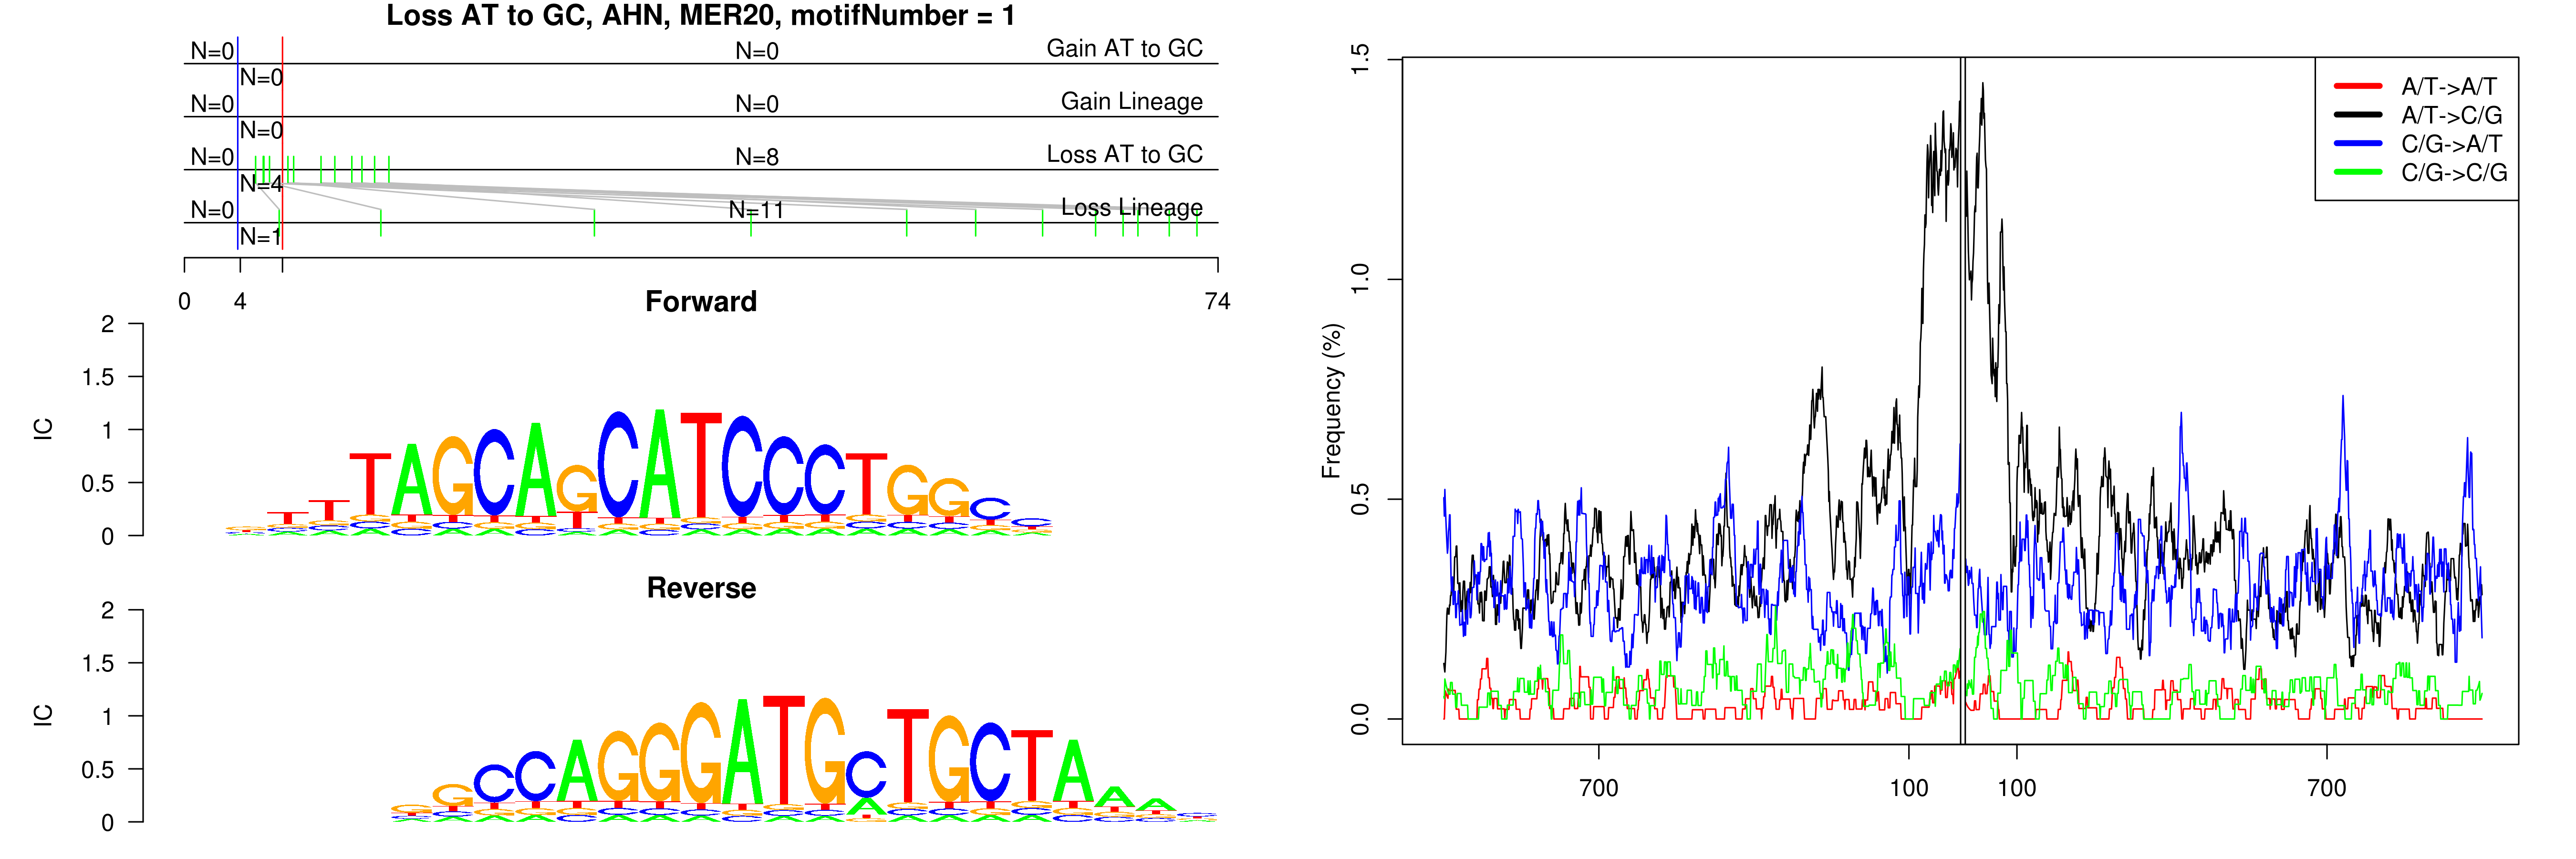 Loss AT to GC, AHN, MER20, motifNumber = 1
N=0 N=0 Gain AT to GC
N=0
N=0 N=0 Gain Lineage
N=0
N=0 N=8 Loss AT to GC
N=4
N=0 N=11 Loss Lineage
N=1
0 4 74
Forward
2
1.5
1
0.5
0
IC
TTTAGCAGCATCCCTGGCC
Reverse
2
1.5
1
0.5
0
IC
GGCCAGGGATGCTGCTAAA
1.5
1.0
0.5
0.0
Frequency (%)
A/T->A/T
A/T->C/G
C/G->A/T
C/G->C/G
700 100 100 700